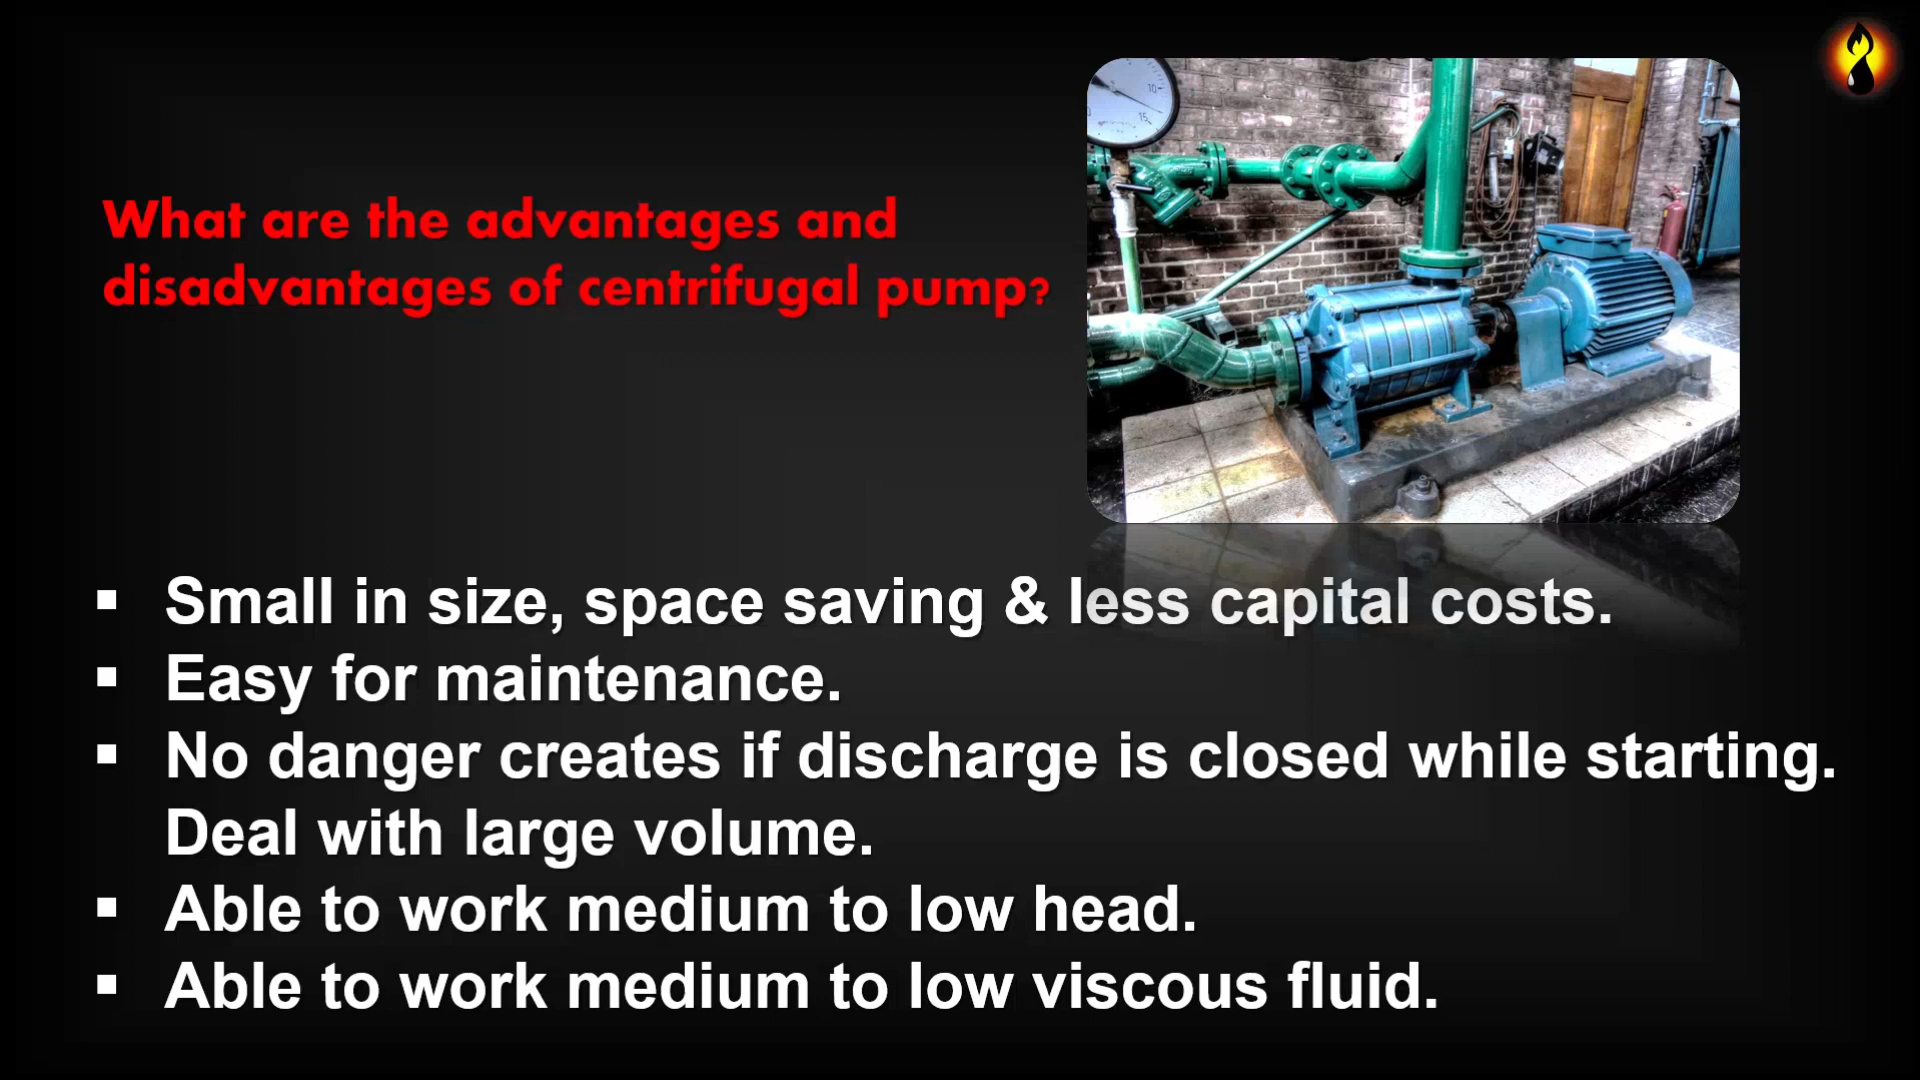 What are the advantages and
disadvantages of centrifugal pump?
10
15
▪ Small in size, space saving & less capital costs.
▪ Easy for maintenance.
▪ No danger creates if discharge is closed while starting.
Deal with large volume.
▪ Able to work medium to low head.
▪ Able to work medium to low viscous fluid.